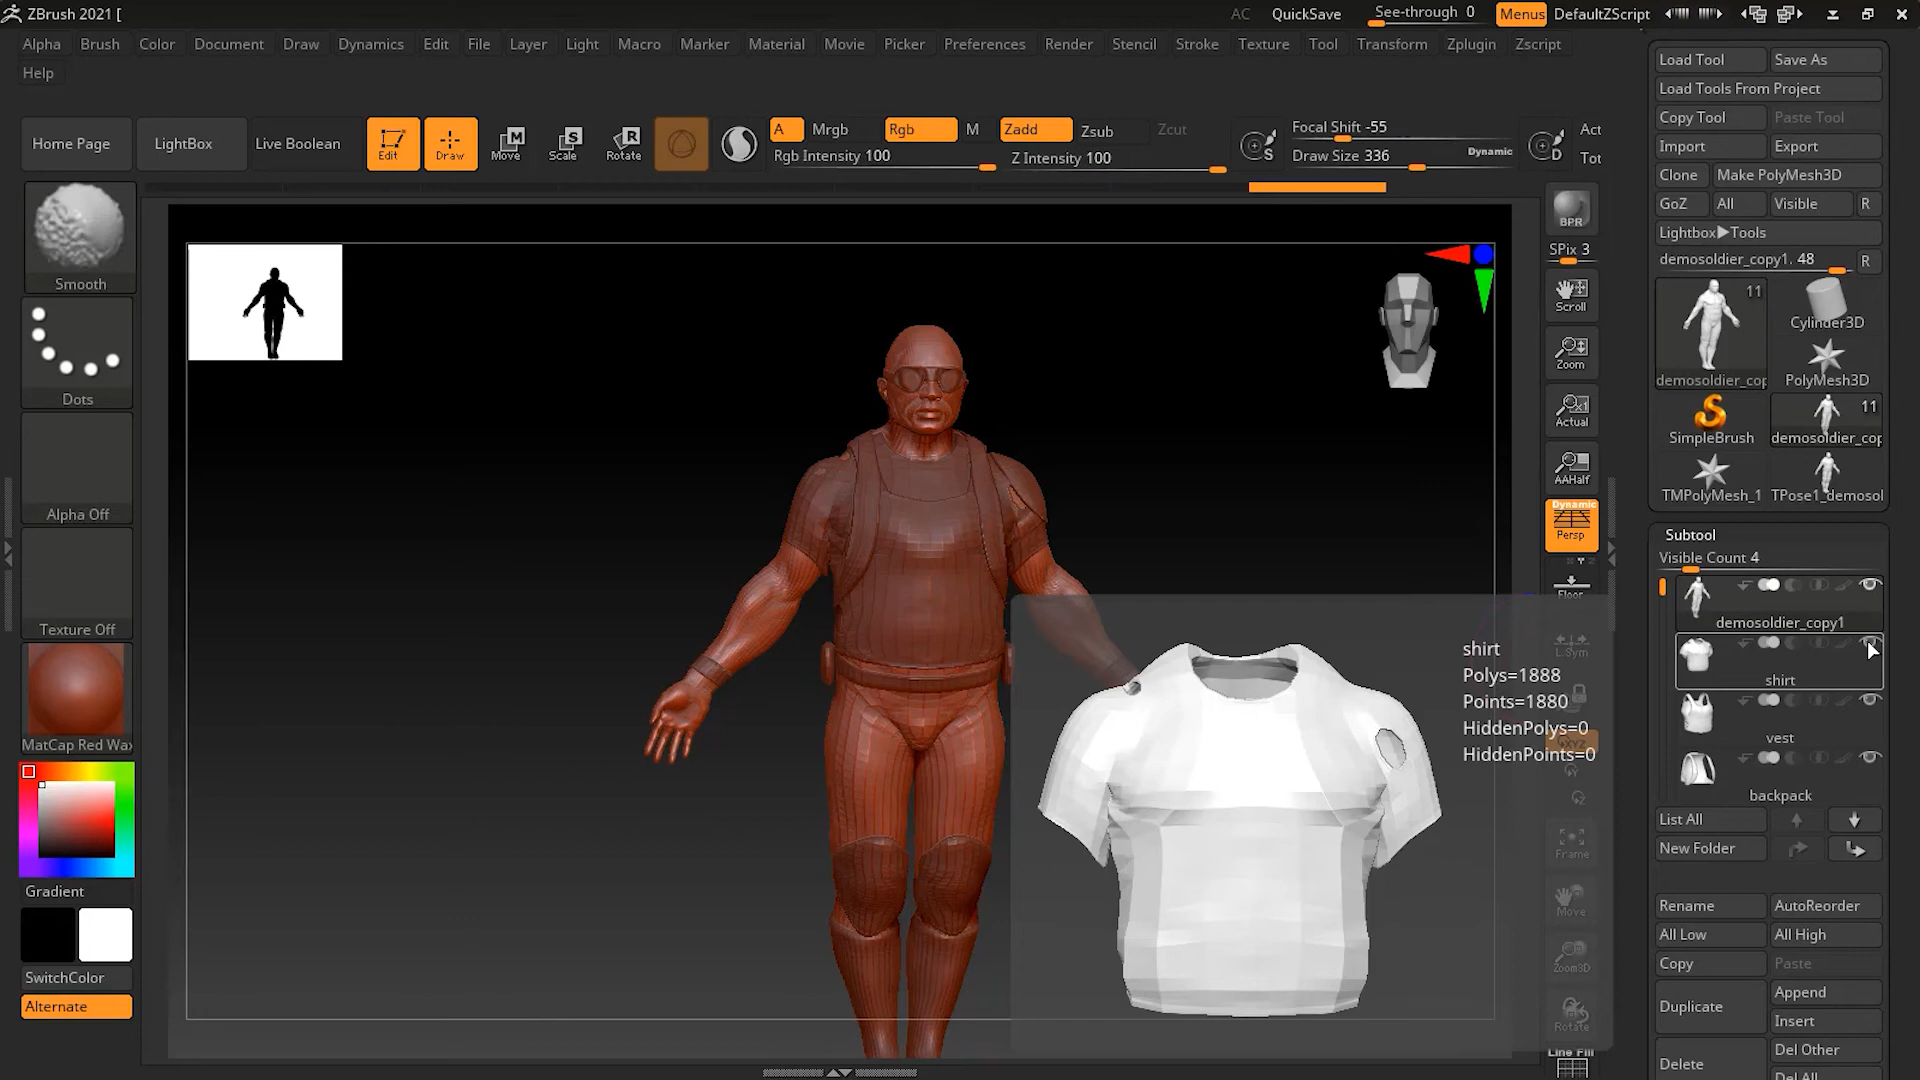 ZBrush 2021 [
AC
QuickSave
See-through 0
Menus
DefaultZScript
Alpha
Brush
Color
Document
Draw
Dynamics
Edit
File
Layer
Light
Macro
Marker
Material
Movie
Picker
Preferences
Render
Stencil
Stroke
Texture
Tool
Transform
Zplugin
Zscript
Help
Home Page
LightBox
Live Boolean
Edit
Draw
M
Move
S
Scale
R
Rotate
A
Mrgb
Rgb
M
Rgb Intensity 100
Zadd
Zsub
Zcut
Z Intensity 100
S
Focal Shift -55
Draw Size 336
Dynamic
D
Act
Tot
Smooth
Dots
Alpha Off
Texture Off
MatCap Red Wax
Gradient
SwitchColor
Alternate
BPR
SPix 3
Scroll
Zoom
Actual
AAHalf
Dynamic
Persp
Floor
L.Sym
Frame
Move
Zoom3D
Rotate
Line Fill
shirt
Polys=1888
Points=1880
HiddenPolys=0
HiddenPoints=0
Load Tool
Save As
Load Tools From Project
Copy Tool
Paste Tool
Import
Export
Clone
Make PolyMesh3D
GoZ
All
Visible
R
Lightbox▶Tools
demosoldier_copy1. 48
R
11
demosoldier_cop
Cylinder3D
PolyMesh3D
SimpleBrush
11
demosoldier_cop
TMPolyMesh_1
TPose1_demosol
Subtool
Visible Count 4
demosoldier_copy1
shirt
vest
backpack
List All
New Folder
Rename
AutoReorder
All Low
All High
Copy
Paste
Duplicate
Append
Insert
Delete
Del Other
Del All